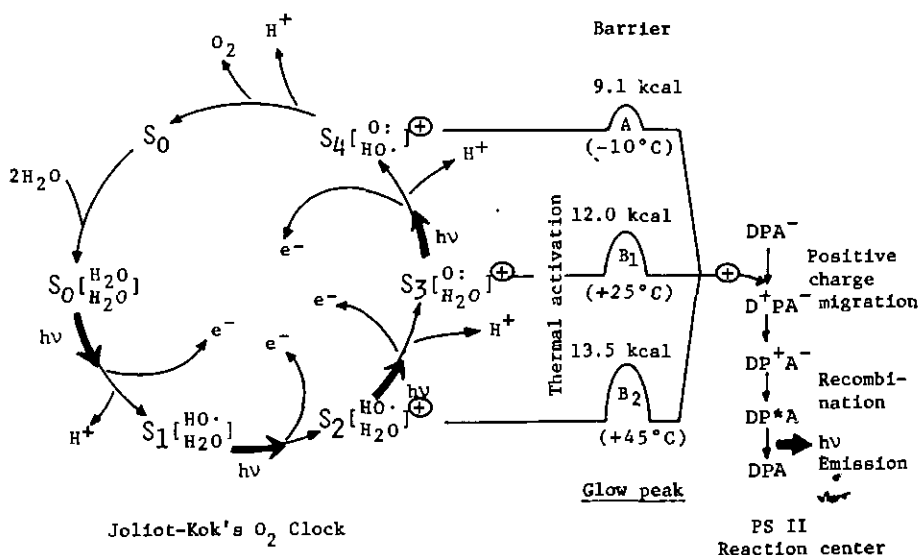 Barrier
O₂
H⁺
9.1 kcal
A
(-10°C)
S₀
S₄[O: HO·]⊕
H⁺
2H₂O
e⁻
hν
Thermal activation
12.0 kcal
B₁
(+25°C)
S₀[H₂O H₂O]
S₃[O: H₂O]⊕
⊕
DPA⁻
Positive
charge
migration
D⁺PA⁻
hν
e⁻
e⁻
e⁻
H⁺
13.5 kcal
DP⁺A⁻
H⁺
S₁[HO· H₂O]
hν
S₂[HO· H₂O]⊕
hν
B₂
(+45°C)
Recombi-
nation
DP*A
hν
Emission
DPA
Glow peak
Joliot-Kok's O₂ Clock
PS II
Reaction center